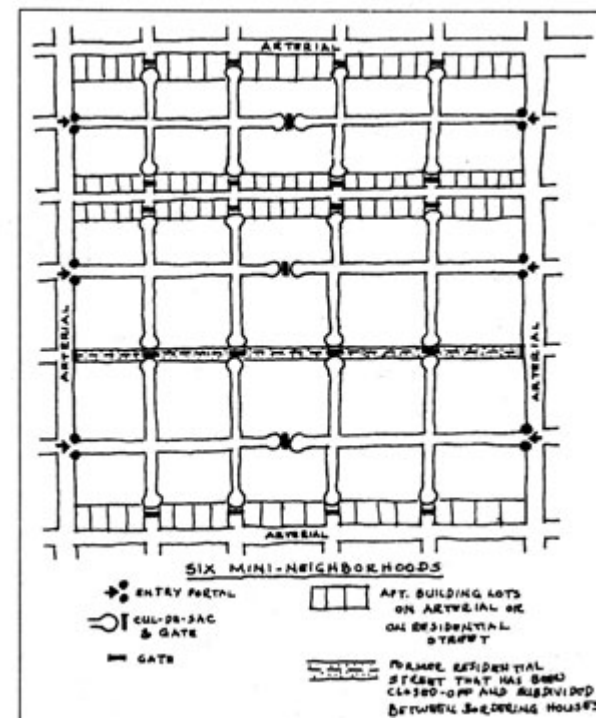 ARTERIAL
ARTERIAL
ARTERIAL
ARTERIAL
SIX MINI-NEIGHBORHOODS
ENTRY PORTAL
CUL-DE-SAC
& GATE
GATE
APT. BUILDING LOTS
ON ARTERIAL OR
ON RESIDENTIAL
STREET
FORMER RESIDENTIAL
STREET THAT HAS BEEN
CLOSED-OFF AND SUBDIVIDED
BETWEEN BORDERING HOUSES